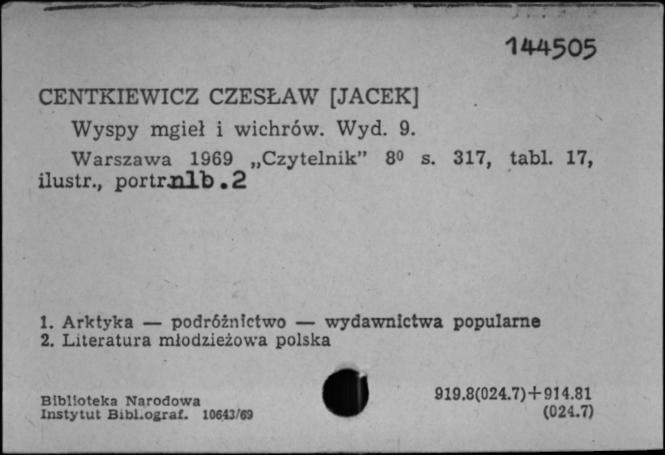 144505
CENTKIEWICZ CZESŁAW [JACEK]
Wyspy mgieł i wichrów. Wyd. 9.
Warszawa 1969 „Czytelnik” 8⁰ s. 317, tabl. 17,
ilustr., portr.nlb.2
1. Arktyka — podróżnictwo — wydawnictwa popularne
2. Literatura młodzieżowa polska
Biblioteka Narodowa
Instytut Bibl.ograf. 10643/69
919.8(024.7)+914.81
(024.7)